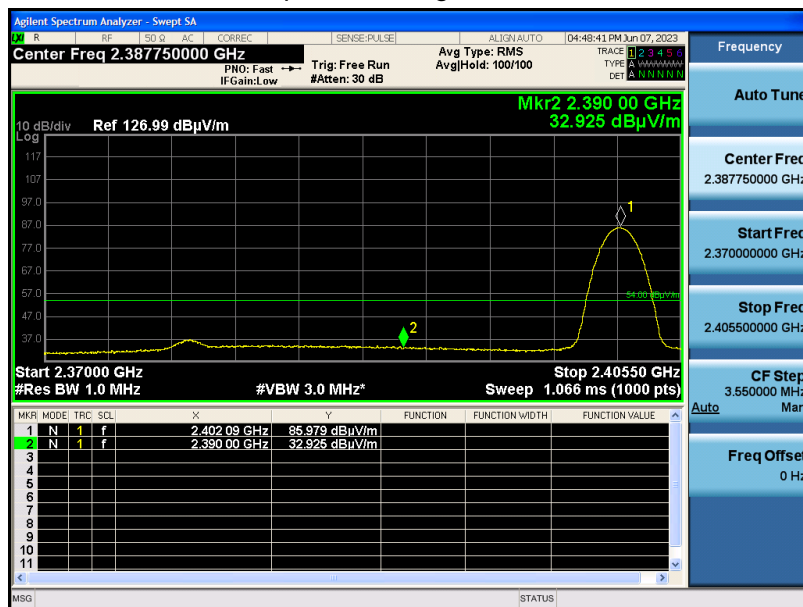 Agilent Spectrum Analyzer - Swept SA
LXI R RF 50 Ω AC CORREC SENSE:PULSE ALIGN AUTO 04:48:41 PM Jun 07, 2023
Center Freq 2.387750000 GHz
PNO: Fast
IFGain:Low
Trig: Free Run
#Atten: 30 dB
Avg Type: RMS
Avg|Hold: 100/100
TRACE 1 2 3 4 5 6
TYPE A WWWWW
DET A N N N N N
Mkr2 2.390 00 GHz
32.925 dBµV/m
10 dB/div Ref 126.99 dBµV/m
Log
117
107
97.0
87.0
77.0
67.0
57.0
47.0
37.0
1
54.00 dBµV/m
2
Start 2.37000 GHz Stop 2.40550 GHz
#Res BW 1.0 MHz #VBW 3.0 MHz* Sweep 1.066 ms (1000 pts)
MKR MODE TRC SCL X Y FUNCTION FUNCTION WIDTH FUNCTION VALUE
1 N 1 f 2.402 09 GHz 85.979 dBµV/m
2 N 1 f 2.390 00 GHz 32.925 dBµV/m
3
4
5
6
7
8
9
10
11
MSG STATUS
Frequency
Auto Tune
Center Freq
2.387750000 GHz
Start Freq
2.370000000 GHz
Stop Freq
2.405500000 GHz
CF Step
3.550000 MHz
Auto Man
Freq Offset
0 Hz